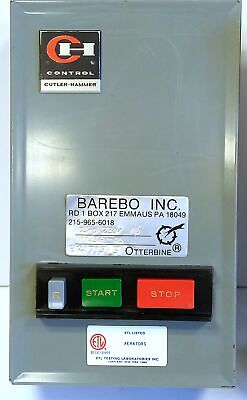 CH
CONTROL
CUTLER-HAMMER
BAREBO INC.
RD 1 BOX 217 EMMAUS PA 18049
215-965-6018
OTTERBINE®
START
STOP
ETL LISTED
AERATORS
ETL TESTING LABORATORIES INC